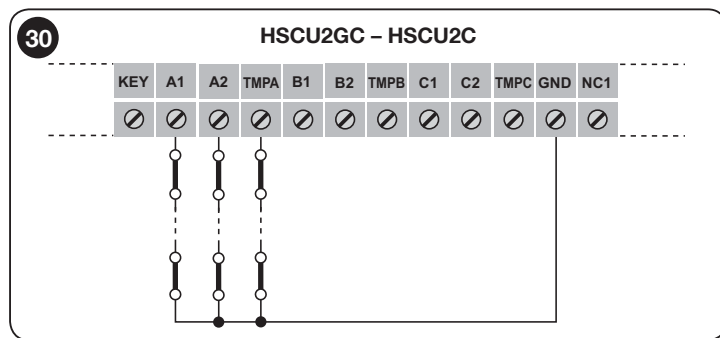 30
HSCU2GC – HSCU2C
KEY A1 A2 TMPA B1 B2 TMPB C1 C2 TMPC GND NC1